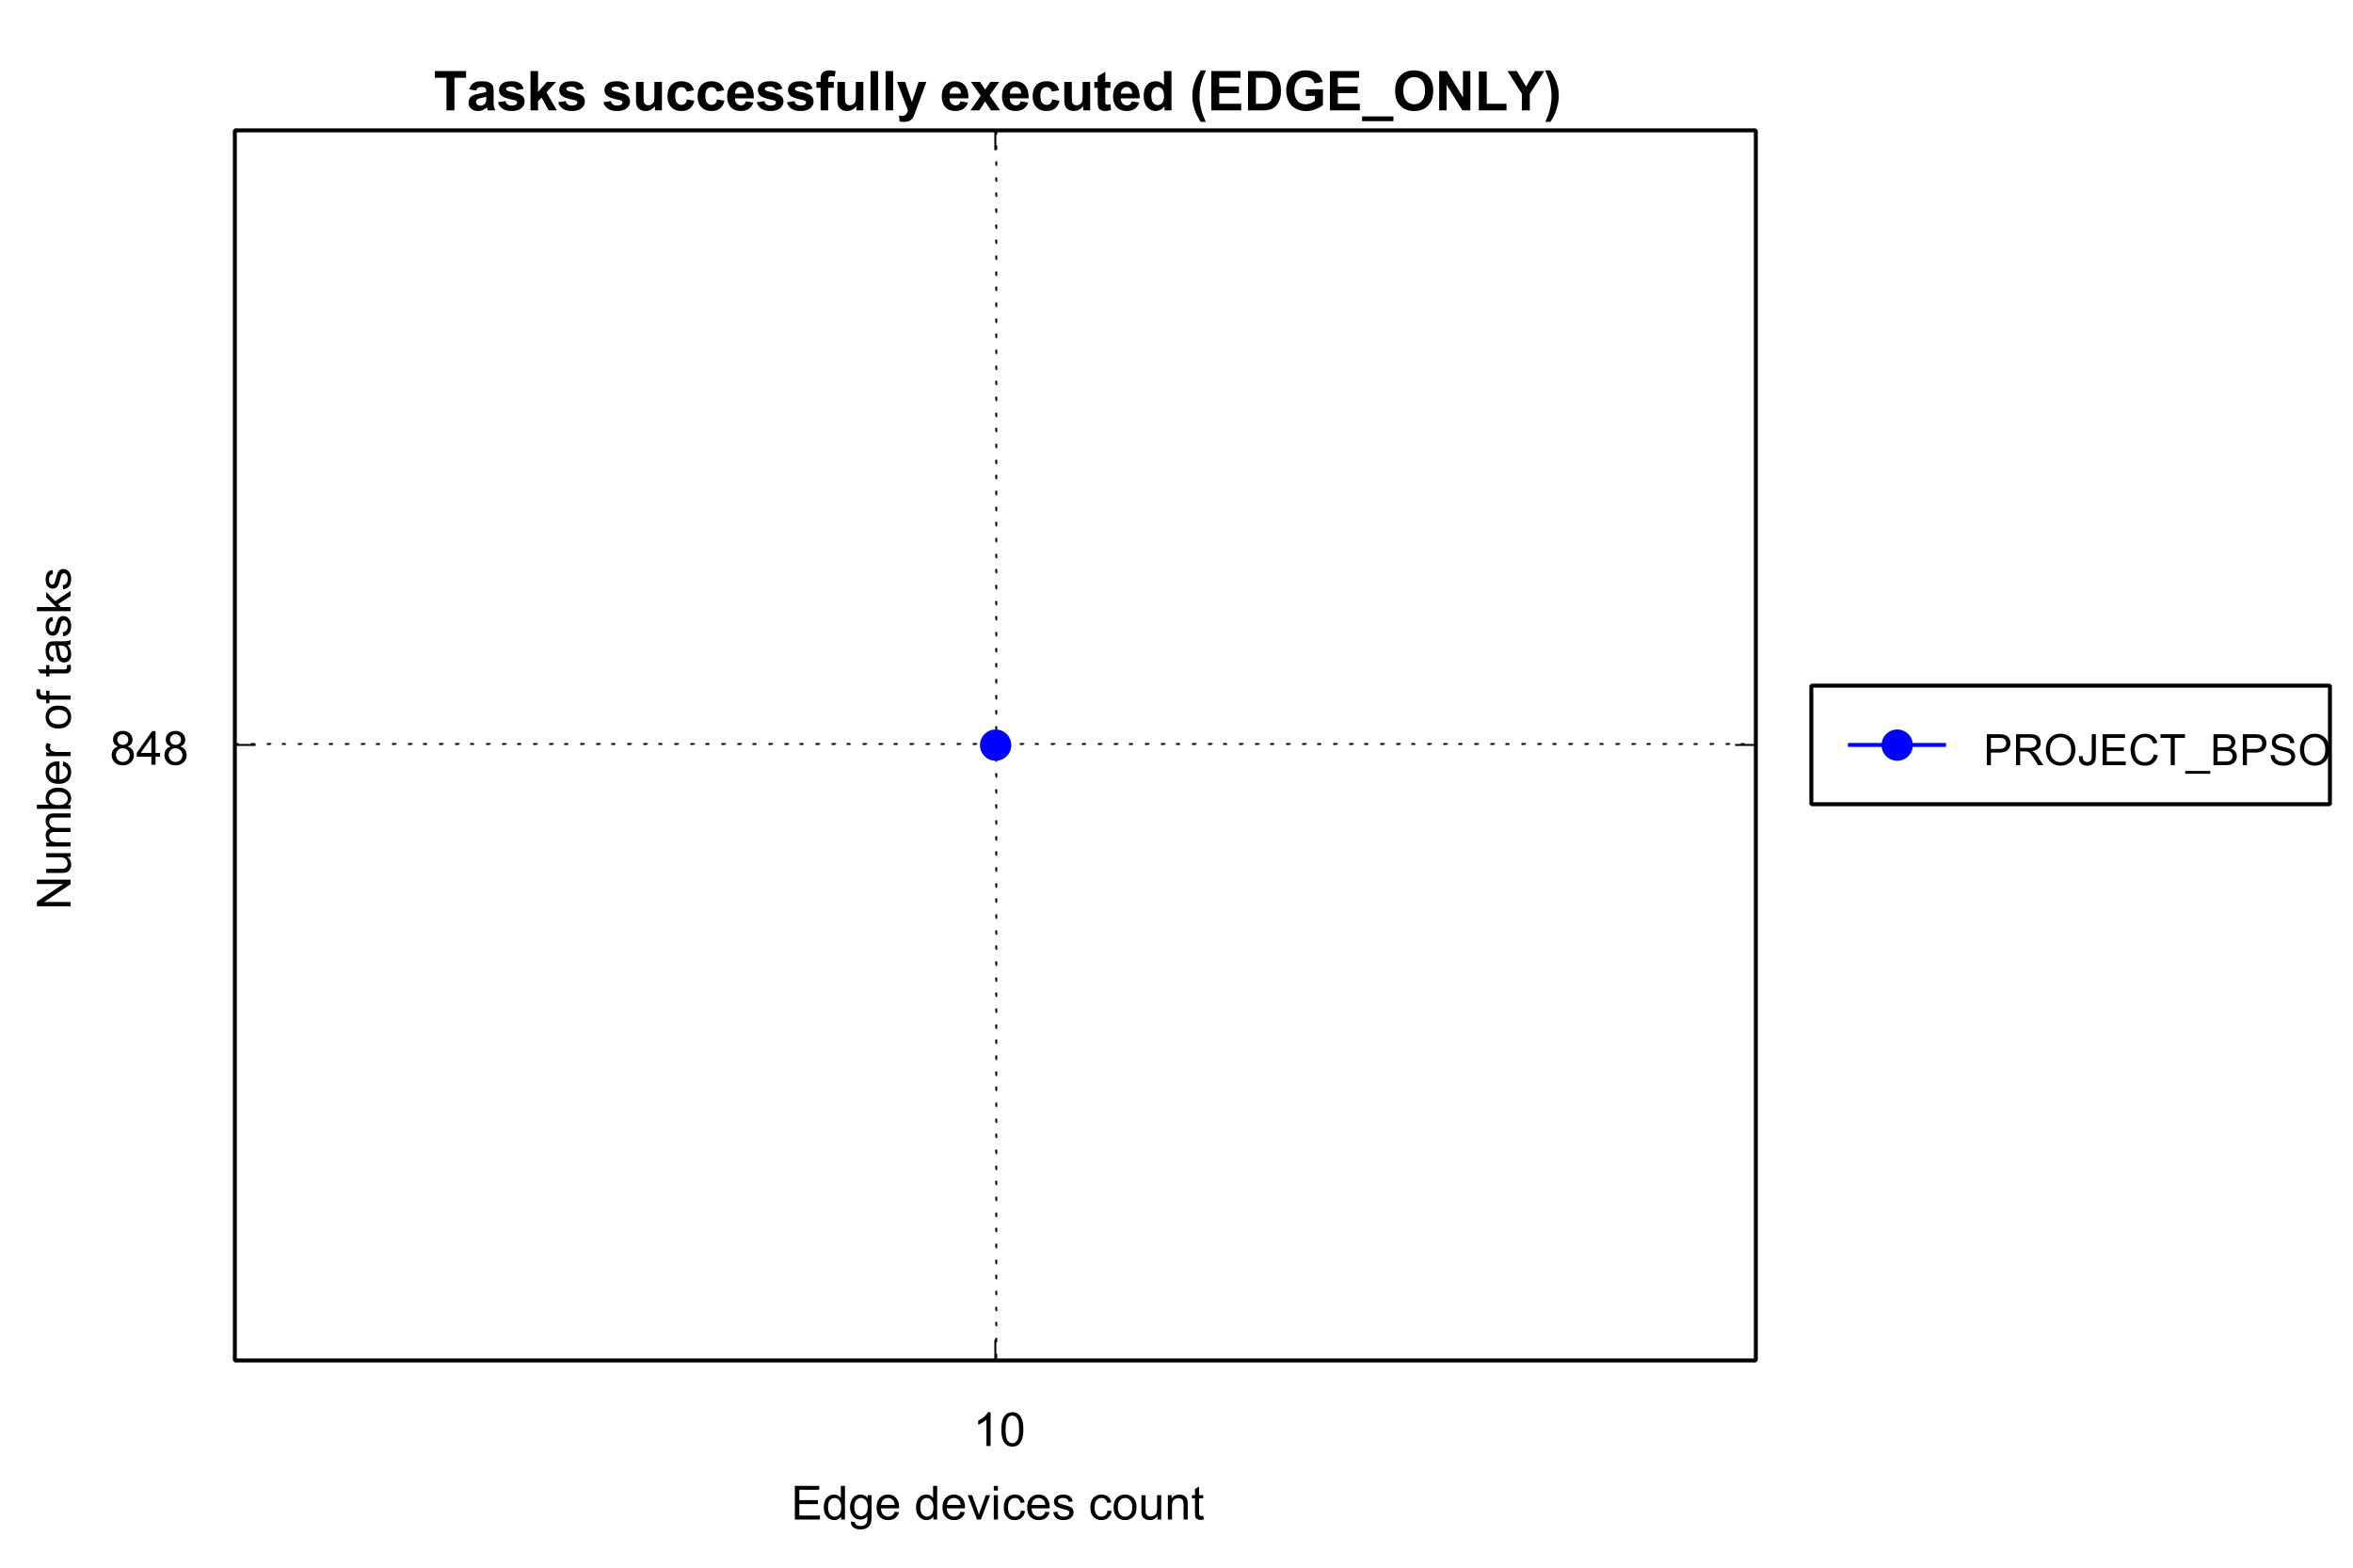 Tasks successfully executed (EDGE_ONLY)
Number of tasks
848
PROJECT_BPSO
10
Edge devices count